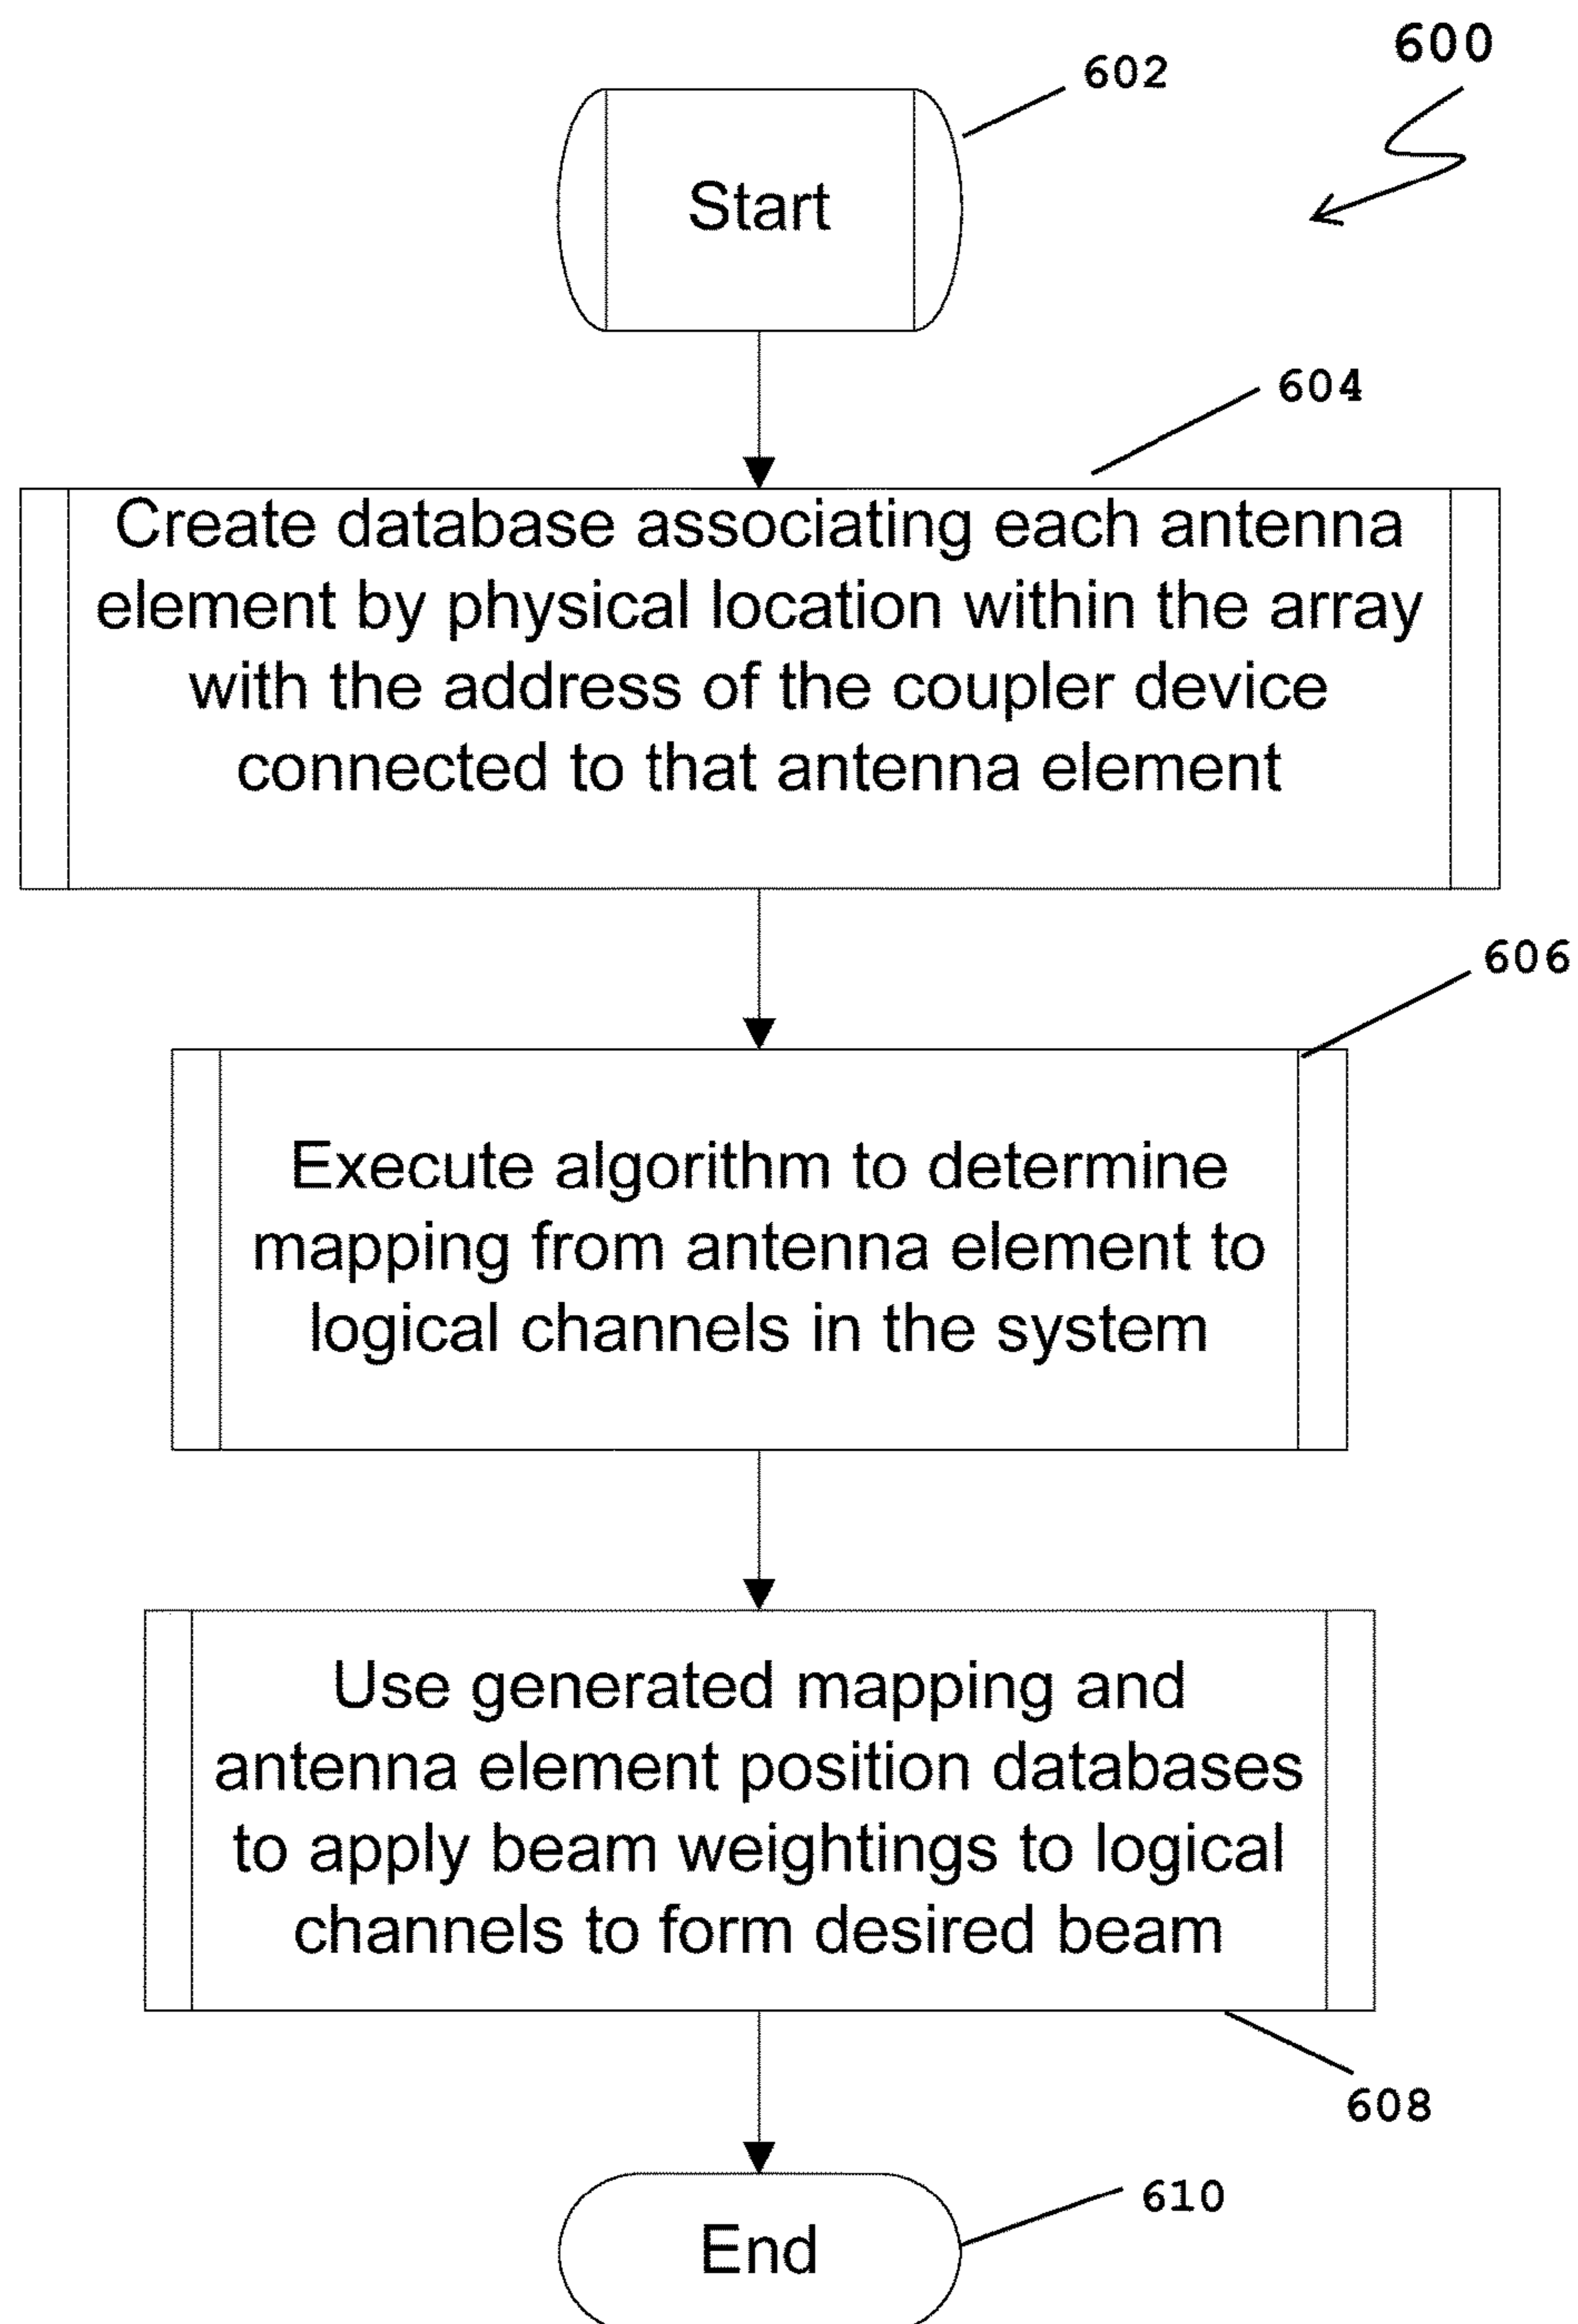 600
602
Start
604
Create database associating each antenna
element by physical location within the array
with the address of the coupler device
connected to that antenna element
606
Execute algorithm to determine
mapping from antenna element to
logical channels in the system
Use generated mapping and
antenna element position databases
to apply beam weightings to logical
channels to form desired beam
608
610
End